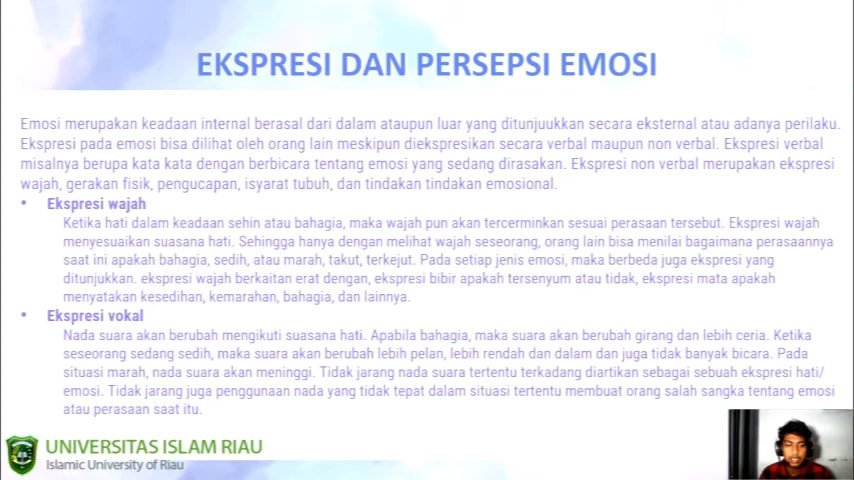 EKSPRESI DAN PERSEPSI EMOSI
Emosi merupakan keadaan internal berasal dari dalam ataupun luar yang ditunjuukkan secara eksternal atau adanya perilaku.
Ekspresi pada emosi bisa dilihat oleh orang lain meskipun diekspresikan secara verbal maupun non verbal. Ekspresi verbal
misalnya berupa kata kata dengan berbicara tentang emosi yang sedang dirasakan. Ekspresi non verbal merupakan ekspresi
wajah, gerakan fisik, pengucapan, isyarat tubuh, dan tindakan tindakan emosional.
• Ekspresi wajah
Ketika hati dalam keadaan sehin atau bahagia, maka wajah pun akan tercerminkan sesuai perasaan tersebut. Ekspresi wajah
menyesuaikan suasana hati. Sehingga hanya dengan melihat wajah seseorang, orang lain bisa menilai bagaimana perasaannya
saat ini apakah bahagia, sedih, atau marah, takut, terkejut. Pada setiap jenis emosi, maka berbeda juga ekspresi yang
ditunjukkan. ekspresi wajah berkaitan erat dengan, ekspresi bibir apakah tersenyum atau tidak, ekspresi mata apakah
menyatakan kesedihan, kemarahan, bahagia, dan lainnya.
• Ekspresi vokal
Nada suara akan berubah mengikuti suasana hati. Apabila bahagia, maka suara akan berubah girang dan lebih ceria. Ketika
seseorang sedang sedih, maka suara akan berubah lebih pelan, lebih rendah dan dalam dan juga tidak banyak bicara. Pada
situasi marah, nada suara akan meninggi. Tidak jarang nada suara tertentu terkadang diartikan sebagai sebuah ekspresi hati/
emosi. Tidak jarang juga penggunaan nada yang tidak tepat dalam situasi tertentu membuat orang salah sangka tentang emosi
atau perasaan saat itu.
UNIVERSITAS ISLAM RIAU
Islamic University of Riau